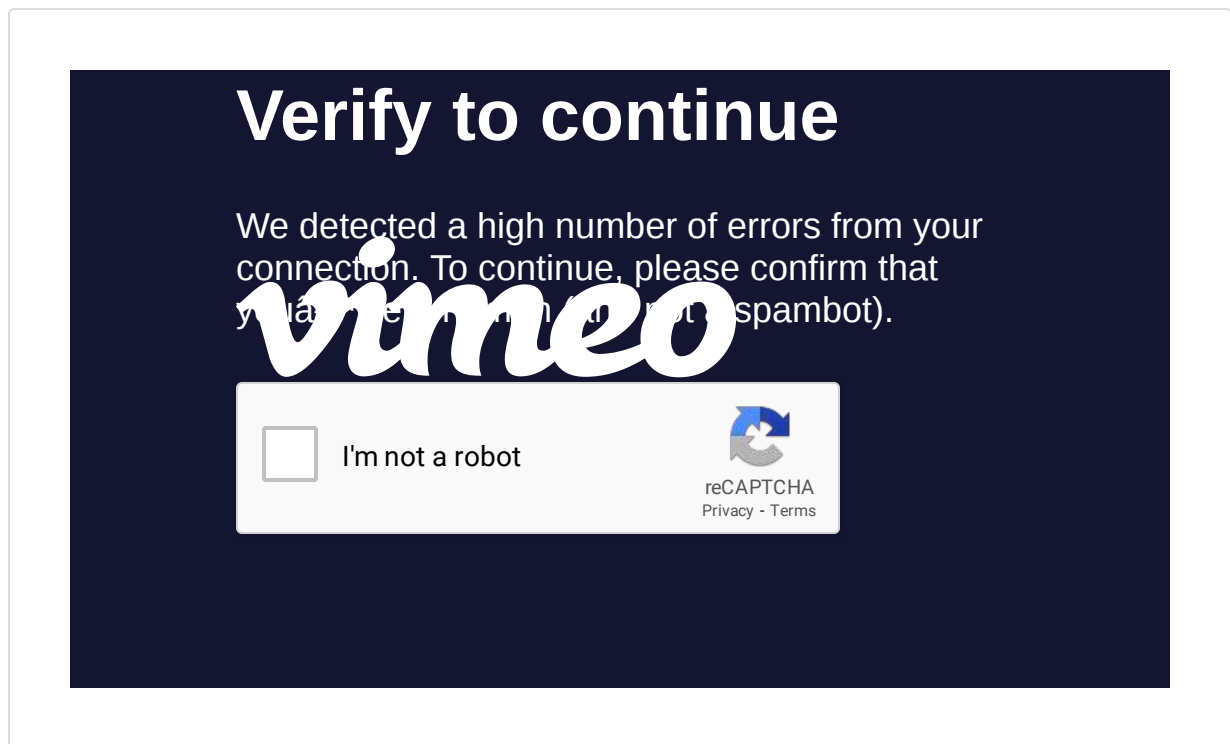 Verify to continue
We detected a high number of errors from your
connection. To continue, please confirm that
spambot).
vimeo
I'm not a robot
reCAPTCHA
Privacy - Terms